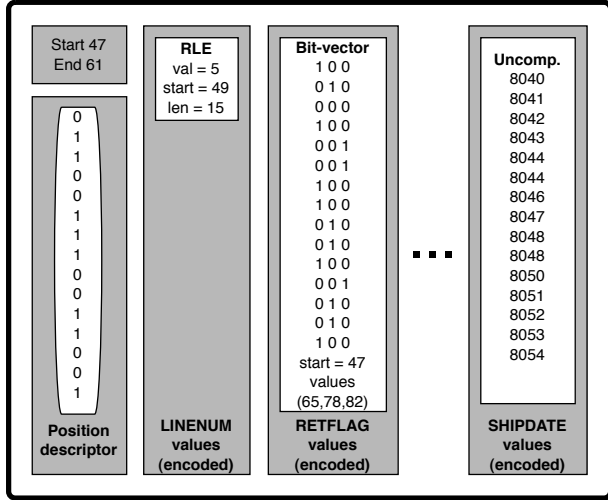 Start 47
End 61
0
1
1
0
0
1
1
1
0
0
1
1
0
0
1
Position
descriptor
RLE
val = 5
start = 49
len = 15
LINENUM
values
(encoded)
Bit-vector
1 0 0
0 1 0
0 0 0
1 0 0
0 0 1
0 0 1
1 0 0
1 0 0
0 1 0
0 1 0
1 0 0
0 0 1
0 1 0
0 1 0
1 0 0
start = 47
values
(65,78,82)
RETFLAG
values
(encoded)
Uncomp.
8040
8041
8042
8043
8044
8044
8046
8047
8048
8048
8050
8051
8052
8053
8054
SHIPDATE
values
(encoded)